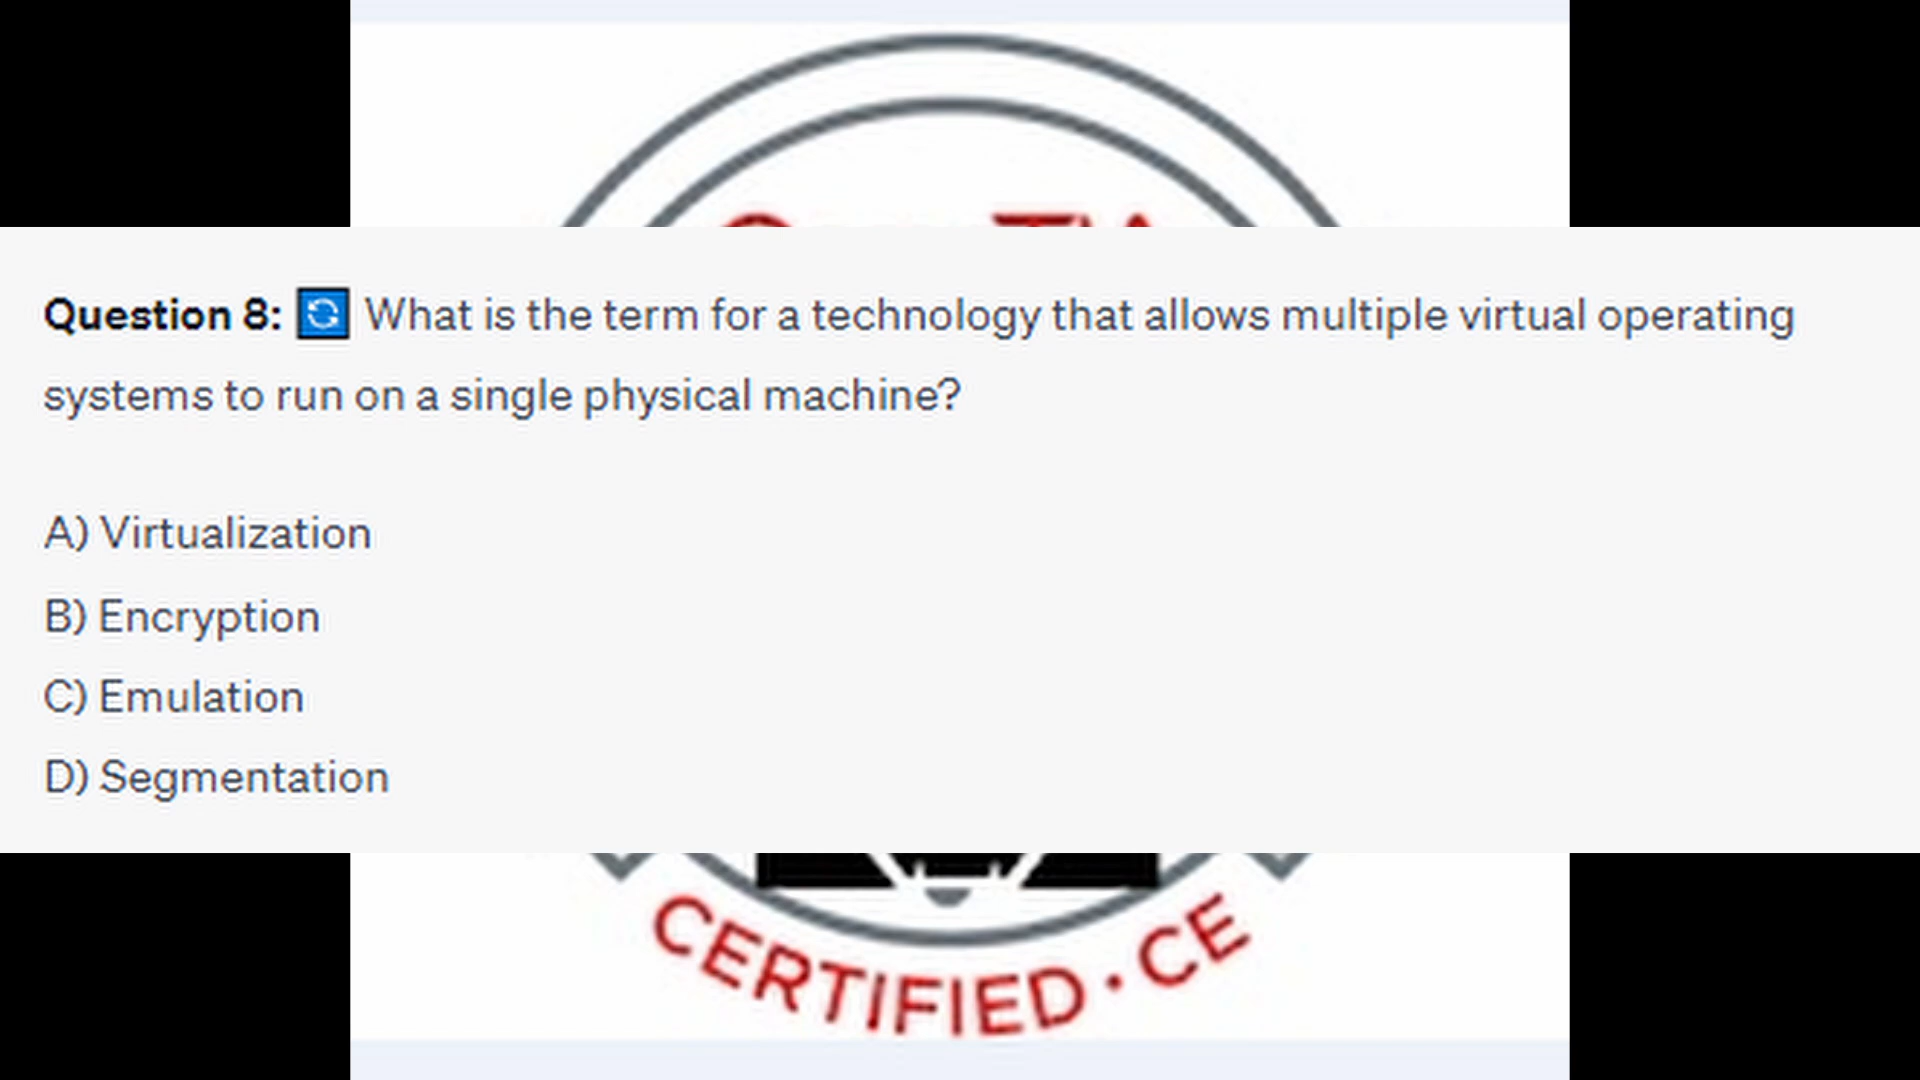 Question 8: 🔄 What is the term for a technology that allows multiple virtual operating
systems to run on a single physical machine?
A) Virtualization
B) Encryption
C) Emulation
D) Segmentation
CERTIFIED · CE